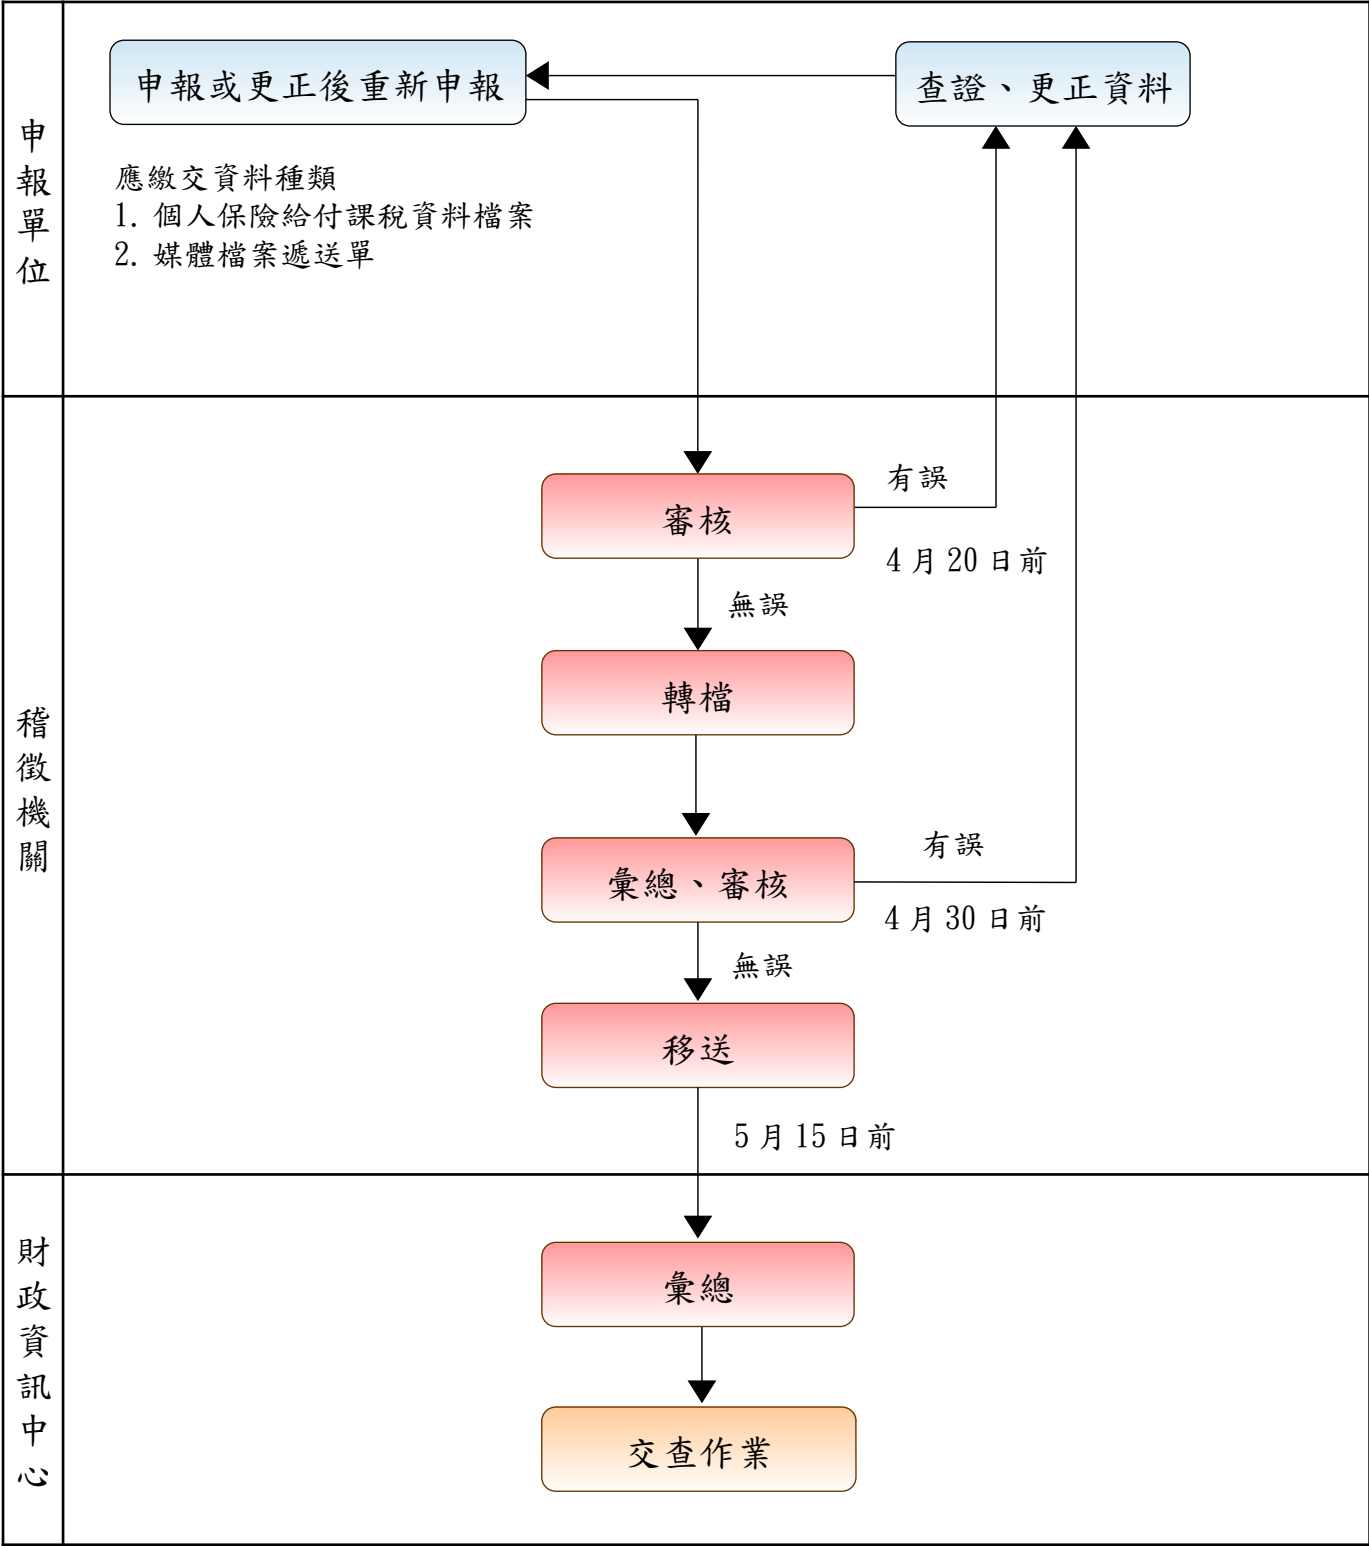 申報單位
申報或更正後重新申報
查證、更正資料
應繳交資料種類
1. 個人保險給付課稅資料檔案
2. 媒體檔案遞送單
稽徵機關
審核
有誤
4月20日前
無誤
轉檔
彙總、審核
有誤
4月30日前
無誤
移送
5月15日前
財政資訊中心
彙總
交查作業